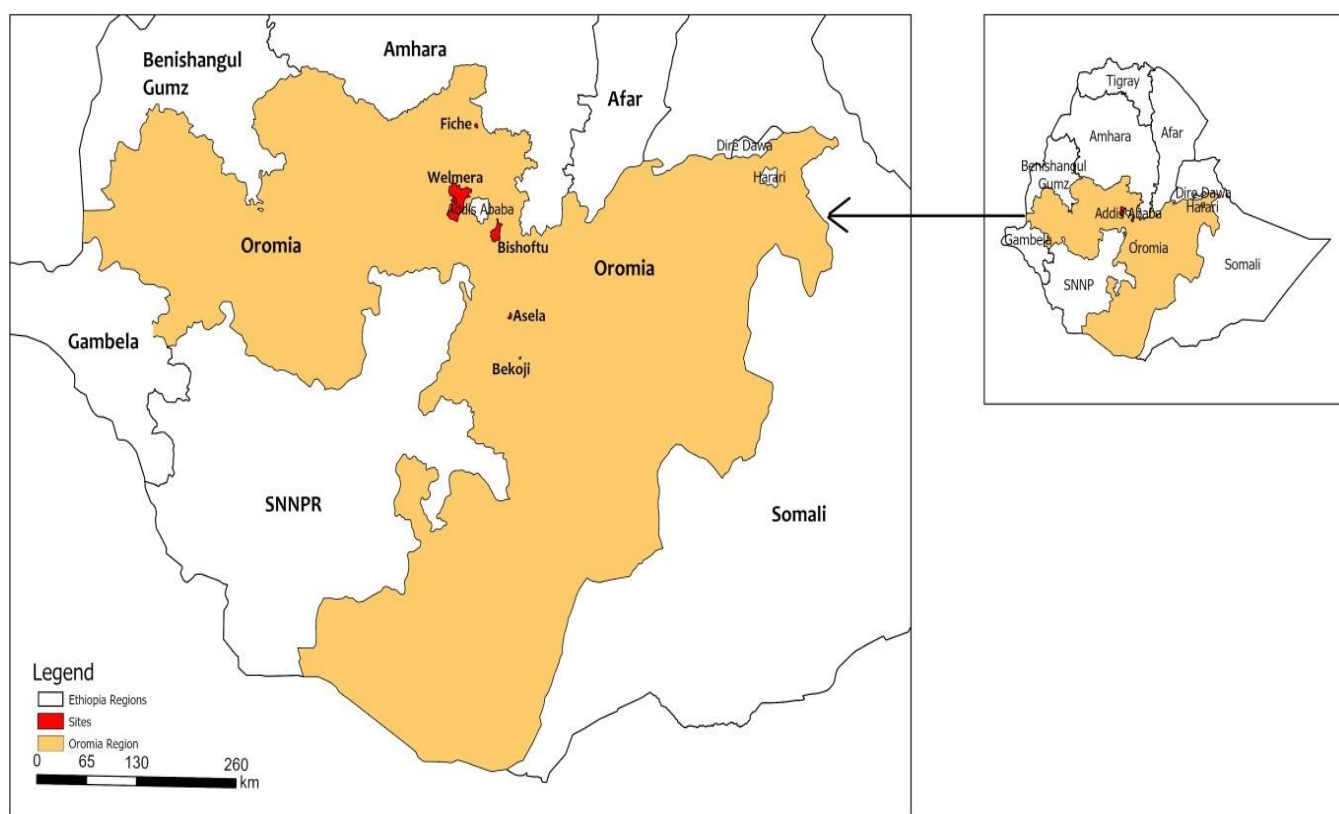 Benishangul
Gumz
Amhara
Afar
Fiche
Dire Dawa
Harari
Welmera
Addis Ababa
Bishoftu
Oromia
Oromia
Asela
Bekoji
Gambela
SNNPR
Somali
Legend
Ethiopia Regions
Sites
Oromia Region
0 65 130 260
km
Tigray
Amhara
Afar
Benishangul
Gumz
Dire Dawa
Harari
Addis Ababa
Gambela
Oromia
Somali
SNNP